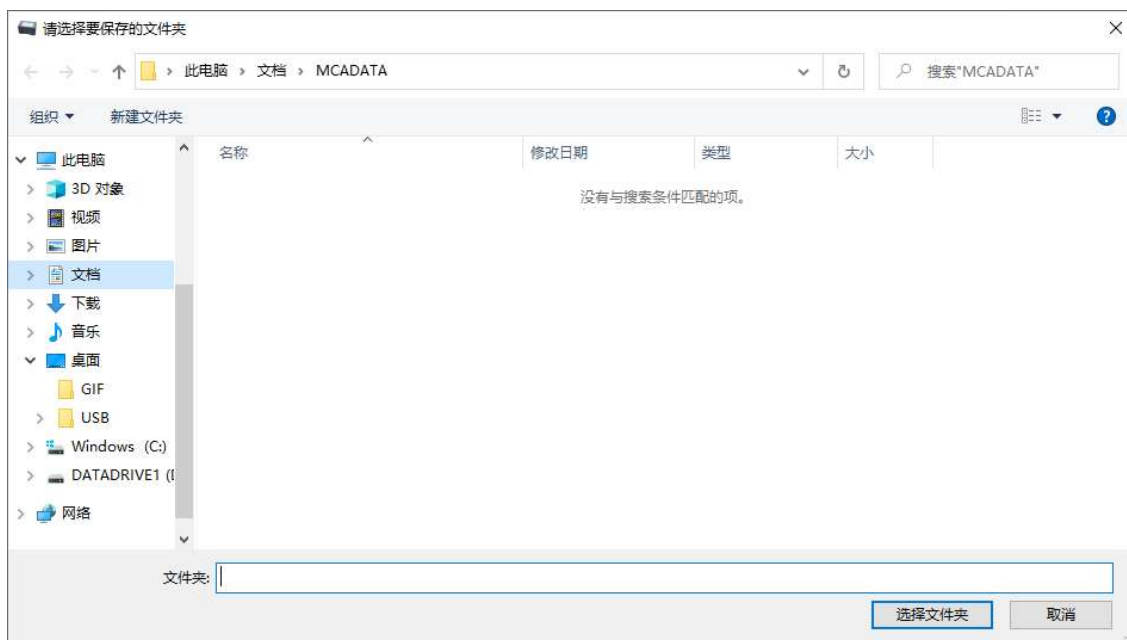 请选择要保存的文件夹
此电脑 › 文档 › MCADATA
搜索"MCADATA"
组织 新建文件夹
名称 修改日期 类型 大小
没有与搜索条件匹配的项。
此电脑
3D 对象
视频
图片
文档
下载
音乐
桌面
GIF
USB
Windows (C:)
DATADRIVE1 (
网络
文件夹:
选择文件夹 取消